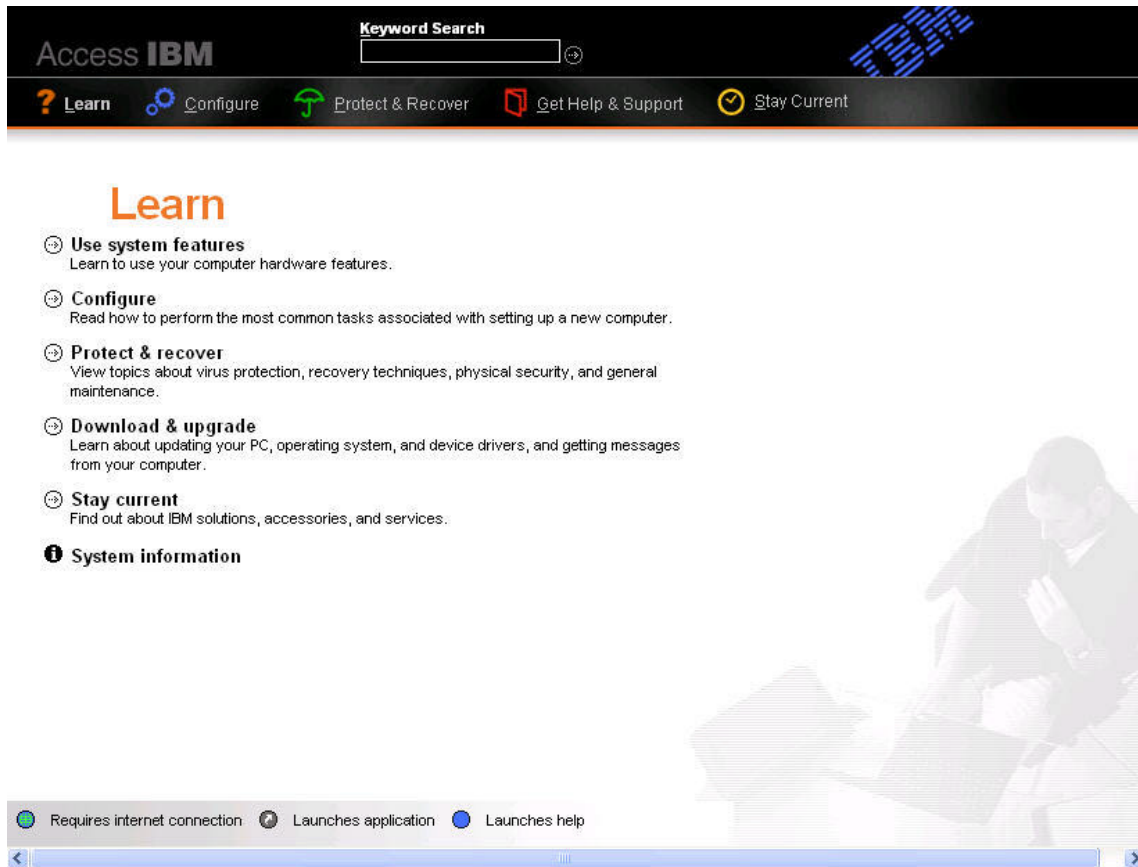 Keyword Search
Access IBM
IBM
? Learn
Configure
Protect & Recover
Get Help & Support
Stay Current
Learn
Use system features
Learn to use your computer hardware features.
Configure
Read how to perform the most common tasks associated with setting up a new computer.
Protect & recover
View topics about virus protection, recovery techniques, physical security, and general
maintenance.
Download & upgrade
Learn about updating your PC, operating system, and device drivers, and getting messages
from your computer.
Stay current
Find out about IBM solutions, accessories, and services.
System information
Requires internet connection
Launches application
Launches help